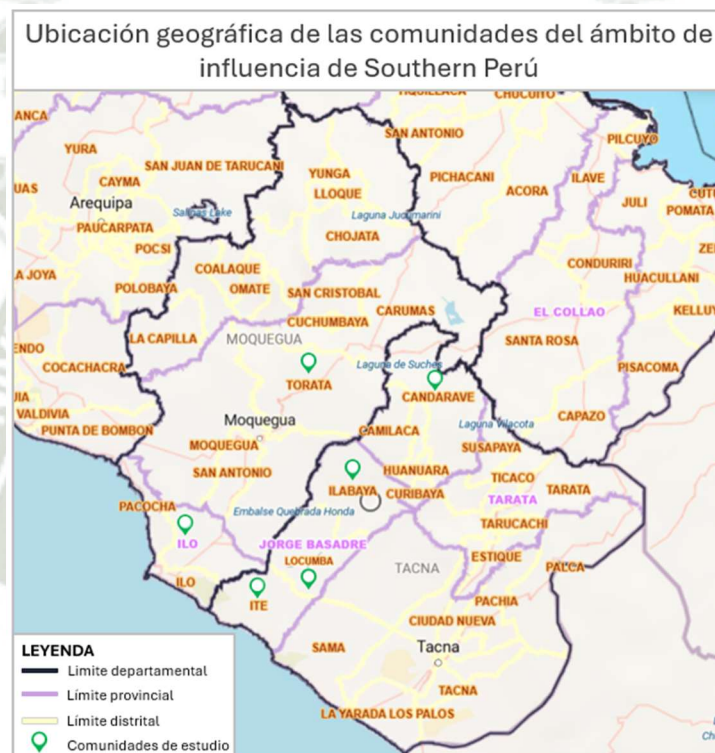 Ubicación geográfica de las comunidades del ámbito de
influencia de Southern Perú
CHUCUITO
ANCA
SAN ANTONIO
PILCUYO
YURA
SAN JUAN DE TARUCANI
YUNGA
PICHACANI
ILAVE
CAYMA
UAS
LLOQUE
ACORA
JULI
Arequipa
Salinas Lake
Laguna Jucumarini
POMATA
PAUCARPATA
CHOJATA
POCSI
CONDURIRI
A JOYA
COALAQUE
HUACULLANI
POLOBAYA
OMATE
SAN CRISTOBAL
CARUMAS
EL COLLAO
KELLUY
CUCHUMBAYA
LA CAPILLA
MOQUEGUA
SANTA ROSA
ENDO
COCACHACRA
Laguna de Suches
PISACOMA
TORATA
CANDARAVE
JIA
VALDIVIA
Moquegua
Laguna Vilacota
CAPAZO
PUNTA DE BOMBON
CAMILACA
MOQUEGUA
SUSAPAYA
SAN ANTONIO
HUANUARA
TICACO
ILABAYA
CURIBAYA
TARATA
TARATA
PACOCHA
Embalse Quebrada Honda
TARUCACHI
ILO
JORGE BASADRE
ESTIQUE
LOCUMBA
TACNA
PALCA
ILO
ITE
PACHIA
CIUDAD NUEVA
SAMA
Tacna
TACNA
LA YARADA LOS PALOS
LEYENDA
Limite departamental
Límite provincial
Límite distrital
Comunidades de estudio